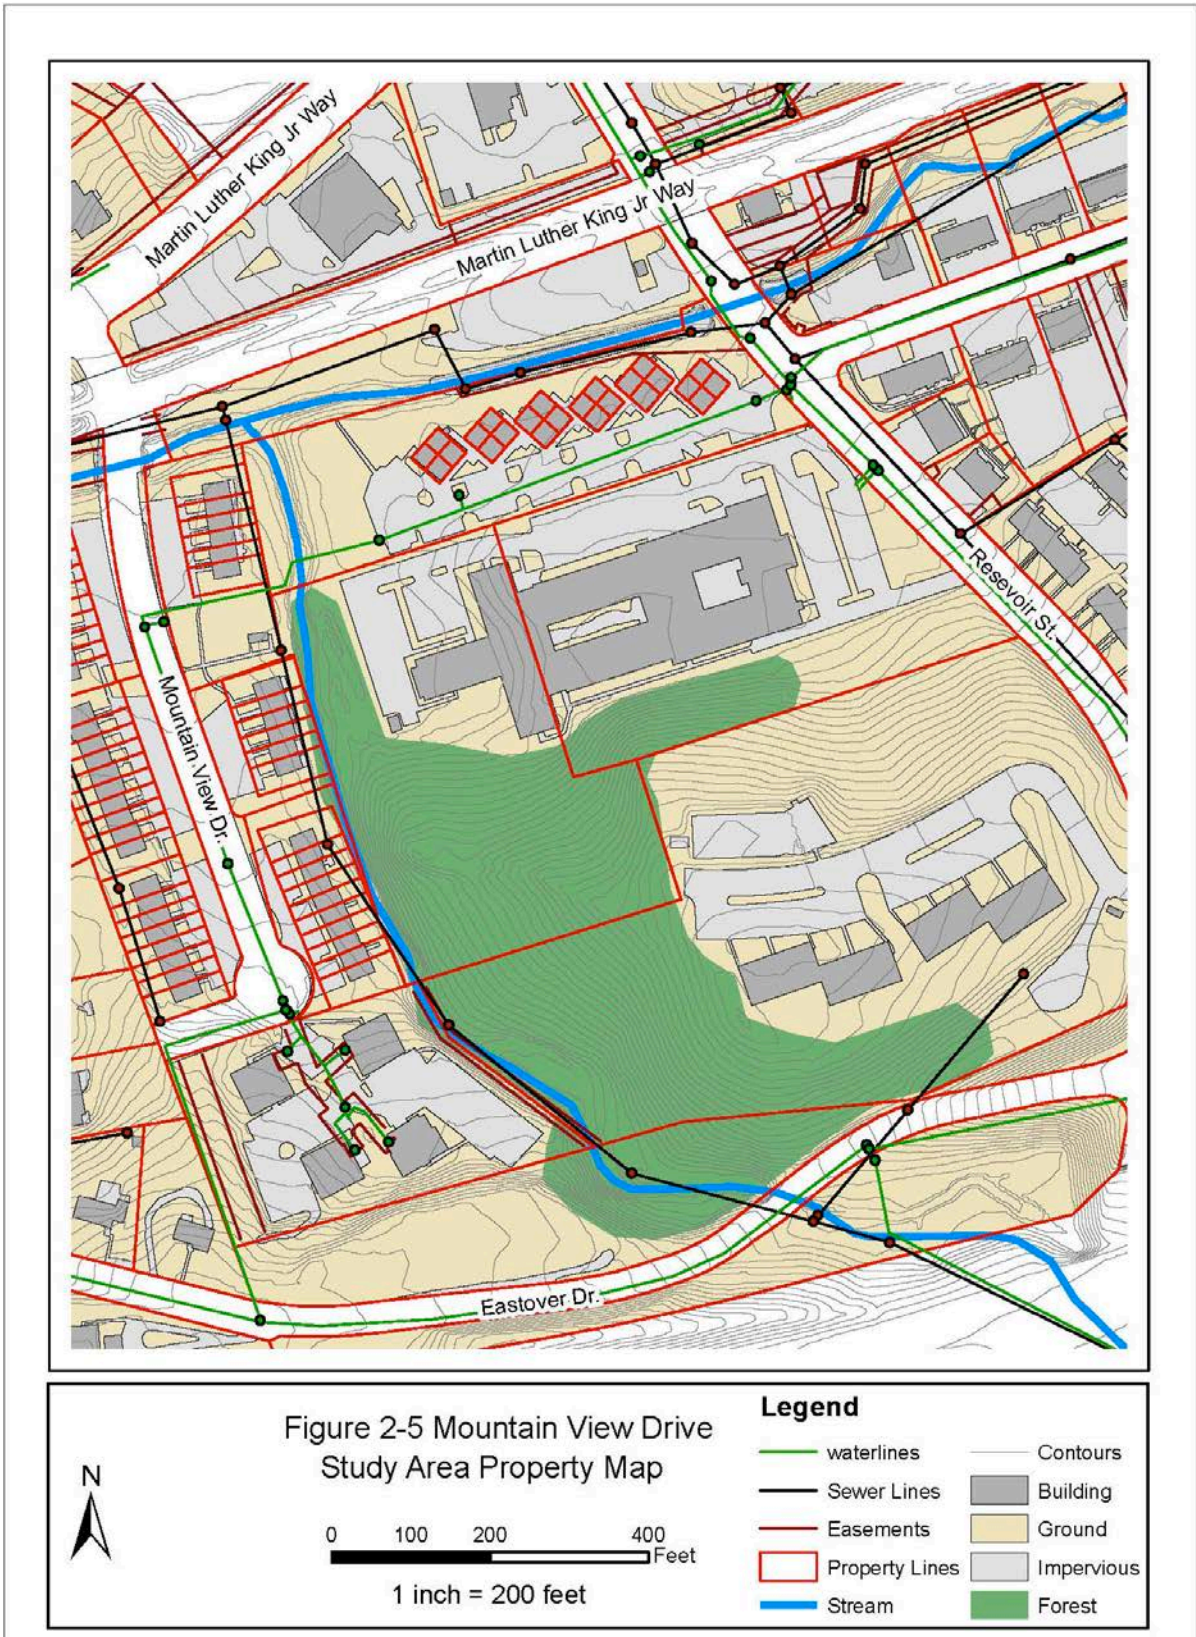 Martin Luther King Jr Way
Martin Luther King Jr Way
Resevoir St.
Mountain View Dr.
Eastover Dr.
Figure 2-5 Mountain View Drive
Study Area Property Map
N
0 100 200 400
Feet
1 inch = 200 feet
Legend
waterlines
Sewer Lines
Easements
Property Lines
Stream
Contours
Building
Ground
Impervious
Forest